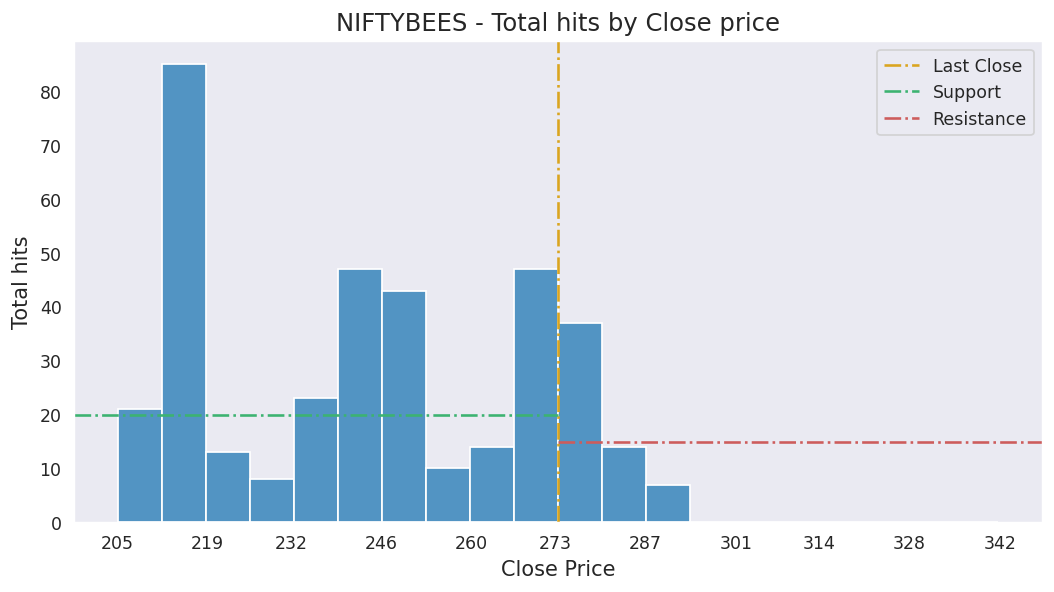 NIFTYBEES - Total hits by Close price
Last Close
Support
Resistance
Total hits
80
70
60
50
40
30
20
10
0
205 219 232 246 260 273 287 301 314 328 342
Close Price